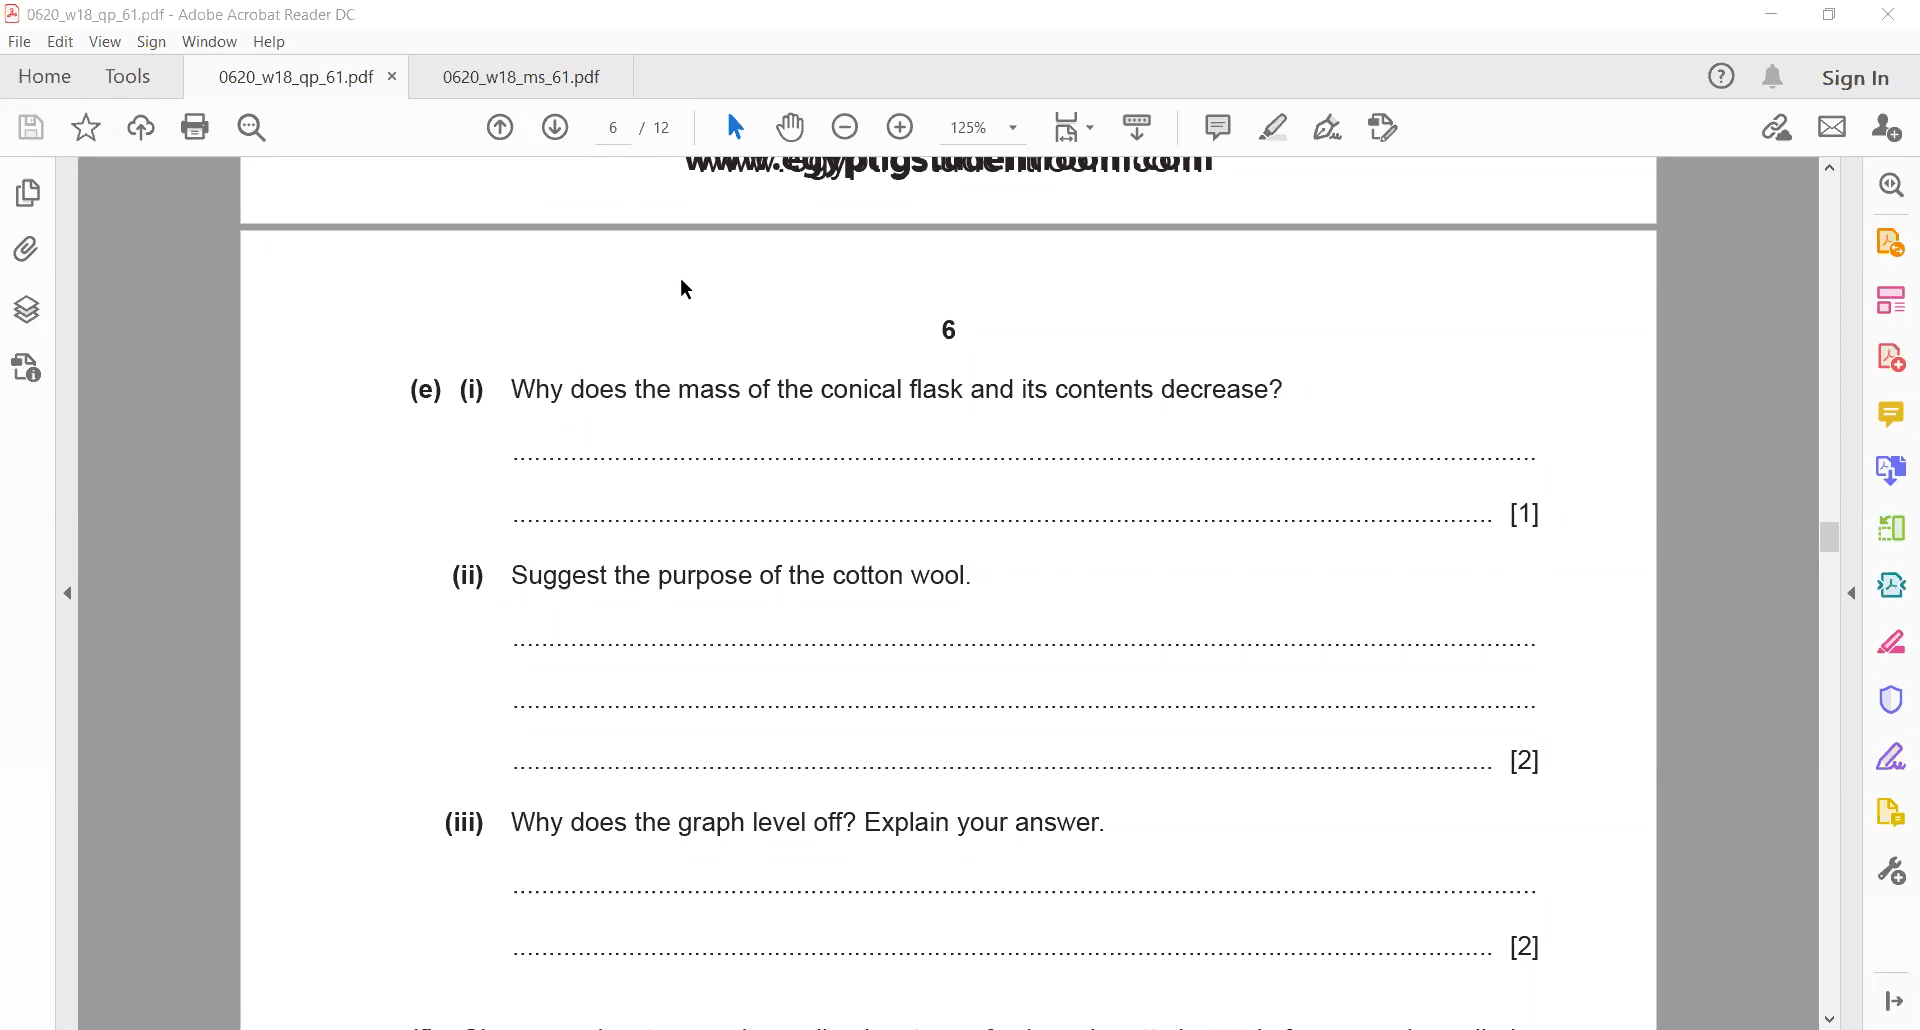 0620_w18_qp_61.pdf - Adobe Acrobat Reader DC
File Edit View Sign Window Help
Home Tools 0620_w18_qp_61.pdf × 0620_w18_ms_61.pdf Sign In
6 / 12 125%
www.egyptigstudentroom.com
6
(e) (i) Why does the mass of the conical flask and its contents decrease?
[1]
(ii) Suggest the purpose of the cotton wool.
[2]
(iii) Why does the graph level off? Explain your answer.
[2]